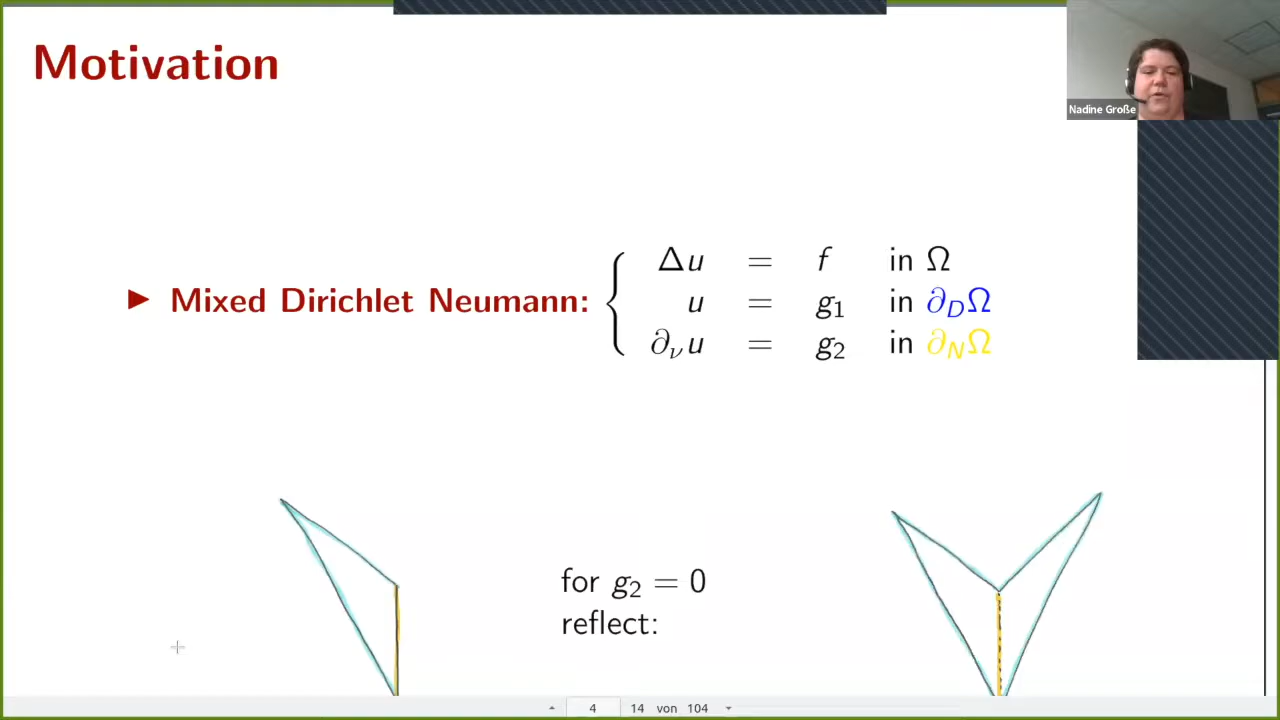 Motivation
Nadine Große
▶ Mixed Dirichlet Neumann:
Δu = f in Ω
u = g₁ in ∂_DΩ
∂_νu = g₂ in ∂_NΩ
for g₂ = 0
reflect:
4 14 von 104